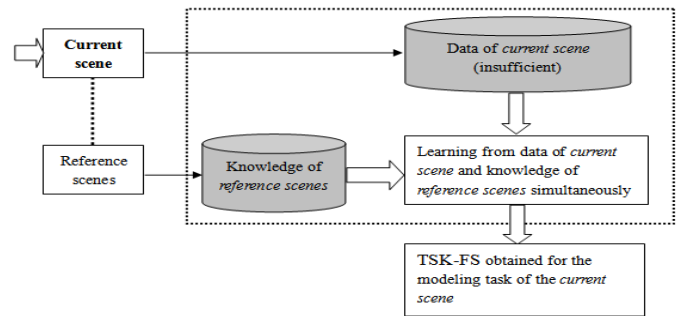 Current
scene
Data of current scene
(insufficient)
Reference
scenes
Knowledge of
reference scenes
Learning from data of current
scene and knowledge of
reference scenes simultaneously
TSK-FS obtained for the
modeling task of the current
scene